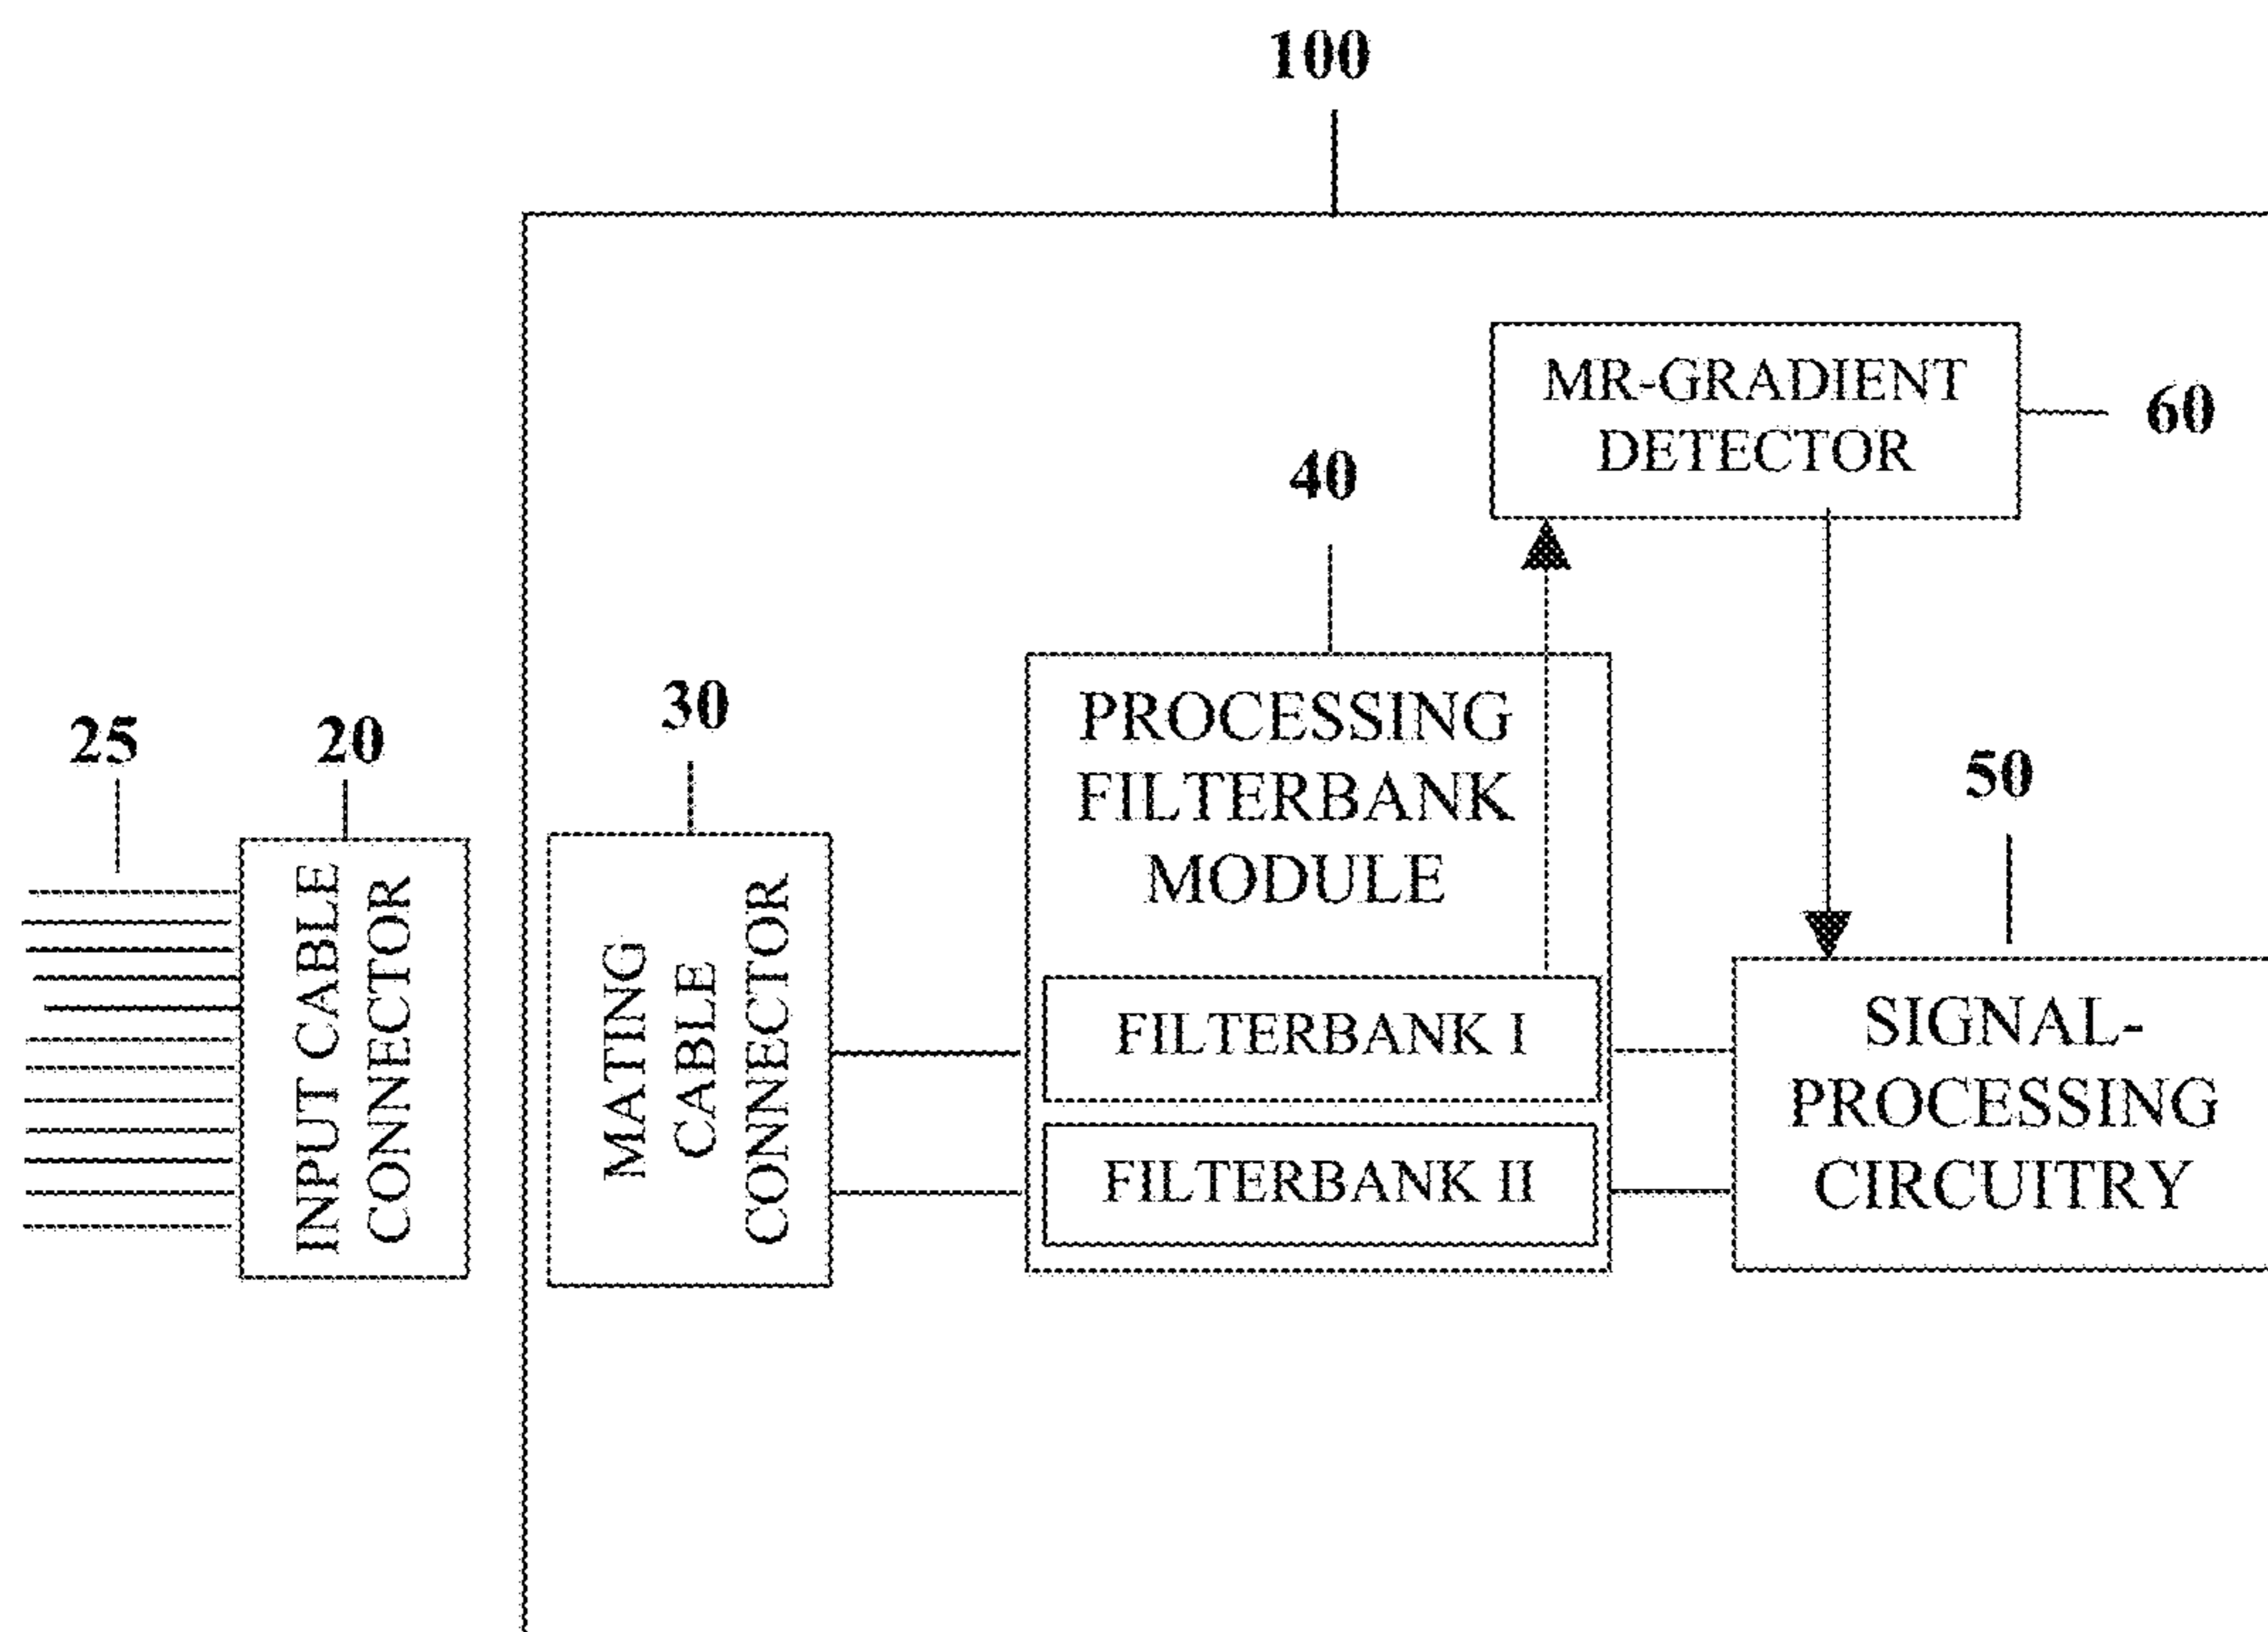 100
MR-GRADIENT
DETECTOR
60
40
PROCESSING
FILTERBANK
MODULE
30
25
20
50
INPUT CABLE
CONNECTOR
MATING
CABLE
CONNECTOR
FILTERBANK I
FILTERBANK II
SIGNAL-
PROCESSING
CIRCUITRY